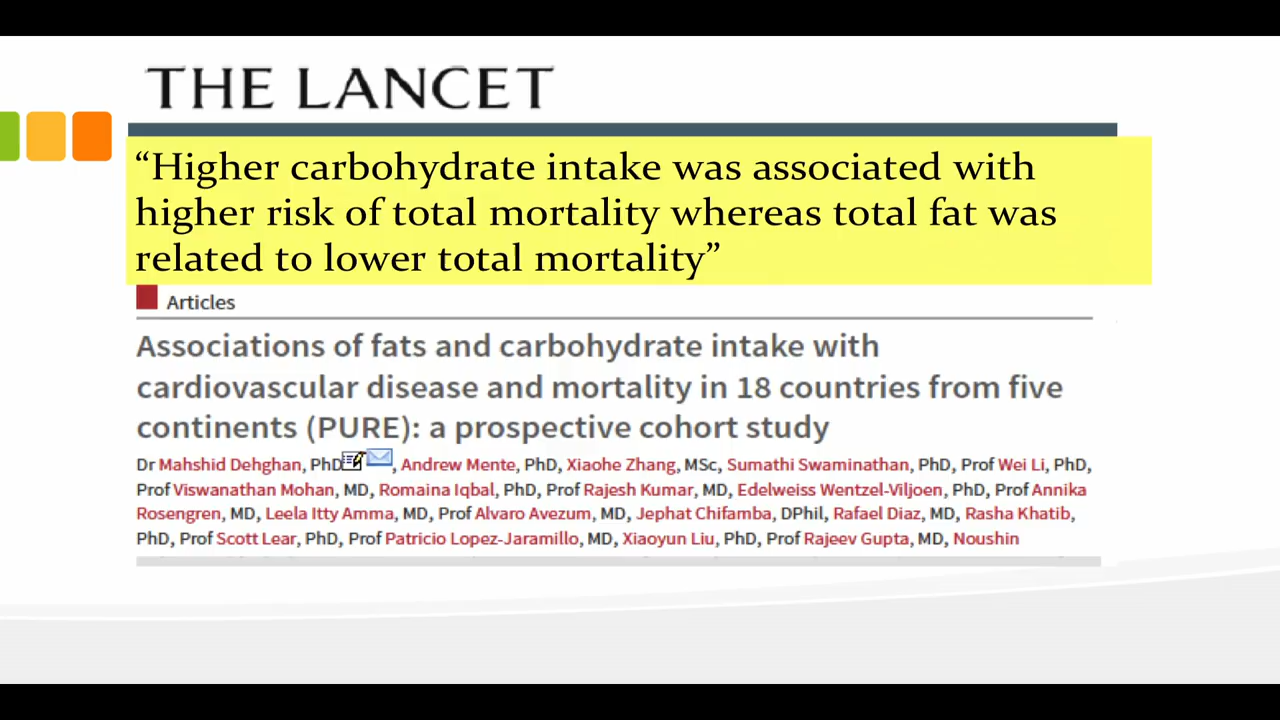 THE LANCET
“Higher carbohydrate intake was associated with
higher risk of total mortality whereas total fat was
related to lower total mortality”
Articles
Associations of fats and carbohydrate intake with
cardiovascular disease and mortality in 18 countries from five
continents (PURE): a prospective cohort study
Dr Mahshid Dehghan, PhD, Andrew Mente, PhD, Xiaohe Zhang, MSc, Sumathi Swaminathan, PhD, Prof Wei Li, PhD,
Prof Viswanathan Mohan, MD, Romaina Iqbal, PhD, Prof Rajesh Kumar, MD, Edelweiss Wentzel-Viljoen, PhD, Prof Annika
Rosengren, MD, Leela Itty Amma, MD, Prof Alvaro Avezum, MD, Jephat Chifamba, DPhil, Rafael Diaz, MD, Rasha Khatib,
PhD, Prof Scott Lear, PhD, Prof Patricio Lopez-Jaramillo, MD, Xiaoyun Liu, PhD, Prof Rajeev Gupta, MD, Noushin